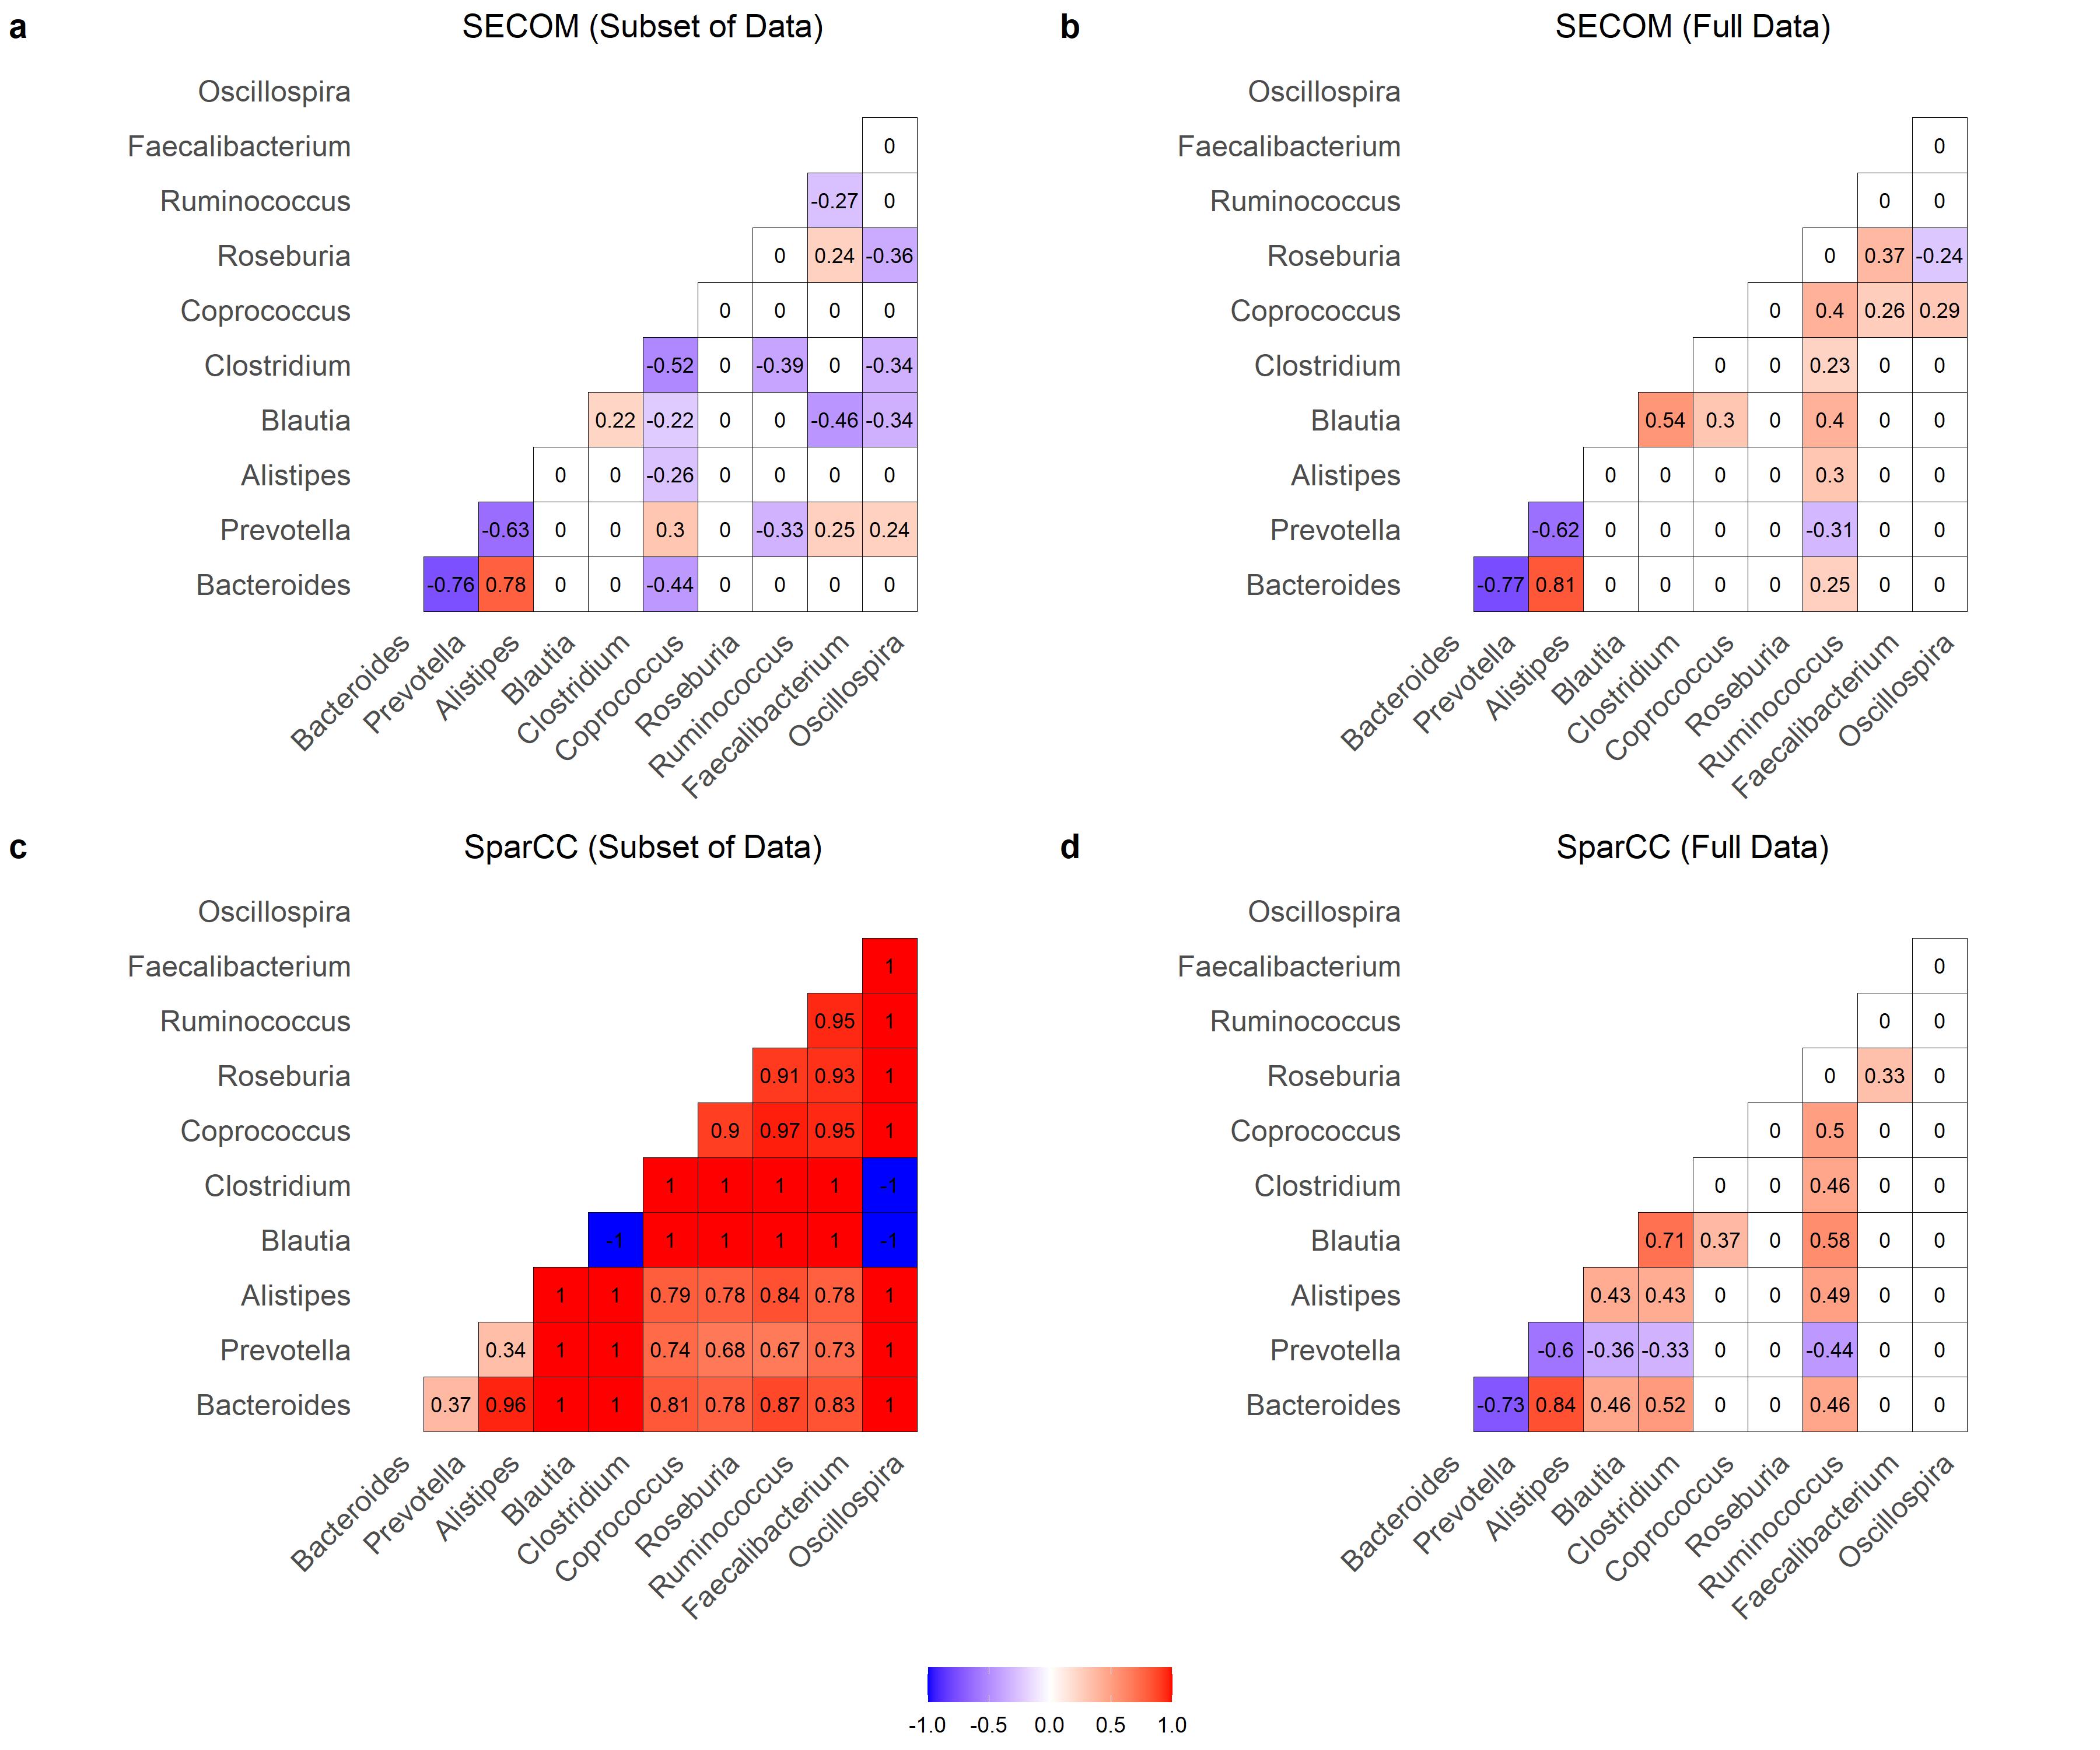 a
SECOM (Subset of Data)
Oscillospira
Faecalibacterium 0
Ruminococcus -0.27 0
Roseburia 0 0.24 -0.36
Coprococcus 0 0 0 0
Clostridium -0.52 0 -0.39 0 -0.34
Blautia 0.22 -0.22 0 0 -0.46 -0.34
Alistipes 0 0 -0.26 0 0 0 0
Prevotella -0.63 0 0 0.3 0 -0.33 0.25 0.24
Bacteroides -0.76 0.78 0 0 -0.44 0 0 0 0
Bacteroides
Prevotella
Alistipes
Blautia
Clostridium
Coprococcus
Roseburia
Ruminococcus
Faecalibacterium
Oscillospira
b
SECOM (Full Data)
Oscillospira
Faecalibacterium 0
Ruminococcus 0 0
Roseburia 0 0.37 -0.24
Coprococcus 0 0.4 0.26 0.29
Clostridium 0 0 0.23 0 0
Blautia 0.54 0.3 0 0.4 0 0
Alistipes 0 0 0 0 0.3 0 0
Prevotella -0.62 0 0 0 0 -0.31 0 0
Bacteroides -0.77 0.81 0 0 0 0 0.25 0 0
Bacteroides
Prevotella
Alistipes
Blautia
Clostridium
Coprococcus
Roseburia
Ruminococcus
Faecalibacterium
Oscillospira
c
SparCC (Subset of Data)
Oscillospira
Faecalibacterium 1
Ruminococcus 0.95 1
Roseburia 0.91 0.93 1
Coprococcus 0.9 0.97 0.95 1
Clostridium 1 1 1 1 -1
Blautia -1 1 1 1 1 -1
Alistipes 1 1 0.79 0.78 0.84 0.78 1
Prevotella 0.34 1 1 0.74 0.68 0.67 0.73 1
Bacteroides 0.37 0.96 1 1 0.81 0.78 0.87 0.83 1
Bacteroides
Prevotella
Alistipes
Blautia
Clostridium
Coprococcus
Roseburia
Ruminococcus
Faecalibacterium
Oscillospira
d
SparCC (Full Data)
Oscillospira
Faecalibacterium 0
Ruminococcus 0 0
Roseburia 0 0.33 0
Coprococcus 0 0.5 0 0
Clostridium 0 0 0.46 0 0
Blautia 0.71 0.37 0 0.58 0 0
Alistipes 0.43 0.43 0 0 0.49 0 0
Prevotella -0.6 -0.36 -0.33 0 0 -0.44 0 0
Bacteroides -0.73 0.84 0.46 0.52 0 0 0.46 0 0
Bacteroides
Prevotella
Alistipes
Blautia
Clostridium
Coprococcus
Roseburia
Ruminococcus
Faecalibacterium
Oscillospira
-1.0 -0.5 0.0 0.5 1.0